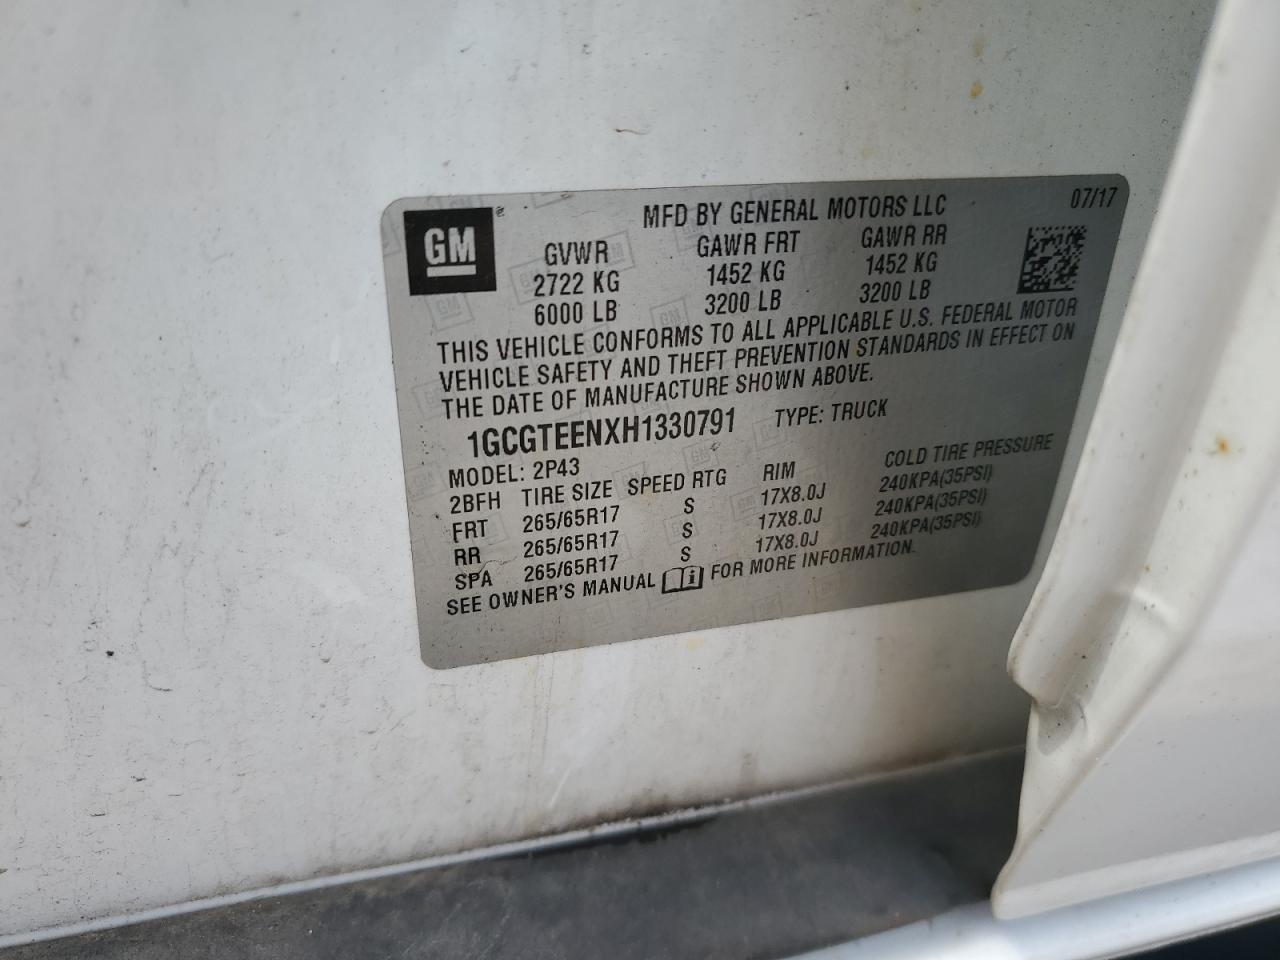 07/17
GM
MFD BY GENERAL MOTORS LLC
GVWR GAWR FRT GAWR RR
2722 KG 1452 KG 1452 KG
6000 LB 3200 LB 3200 LB
THIS VEHICLE CONFORMS TO ALL APPLICABLE U.S. FEDERAL MOTOR
VEHICLE SAFETY AND THEFT PREVENTION STANDARDS IN EFFECT ON
THE DATE OF MANUFACTURE SHOWN ABOVE.
1GCGTEENXH1330791 TYPE: TRUCK
MODEL: 2P43
2BFH TIRE SIZE SPEED RTG RIM COLD TIRE PRESSURE
FRT 265/65R17 S 17X8.0J 240KPA(35PSI)
RR 265/65R17 S 17X8.0J 240KPA(35PSI)
SPA 265/65R17 S 17X8.0J 240KPA(35PSI)
SEE OWNER'S MANUAL FOR MORE INFORMATION.